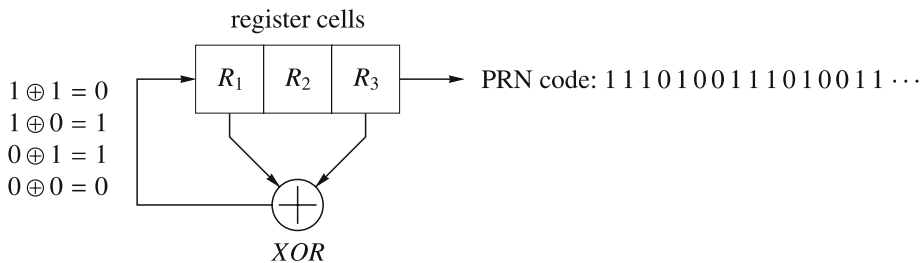 register cells
R₁ R₂ R₃
PRN code: 1 1 1 0 1 0 0 1 1 1 0 1 0 0 1 1 ⋯
1 ⊕ 1 = 0
1 ⊕ 0 = 1
0 ⊕ 1 = 1
0 ⊕ 0 = 0
XOR